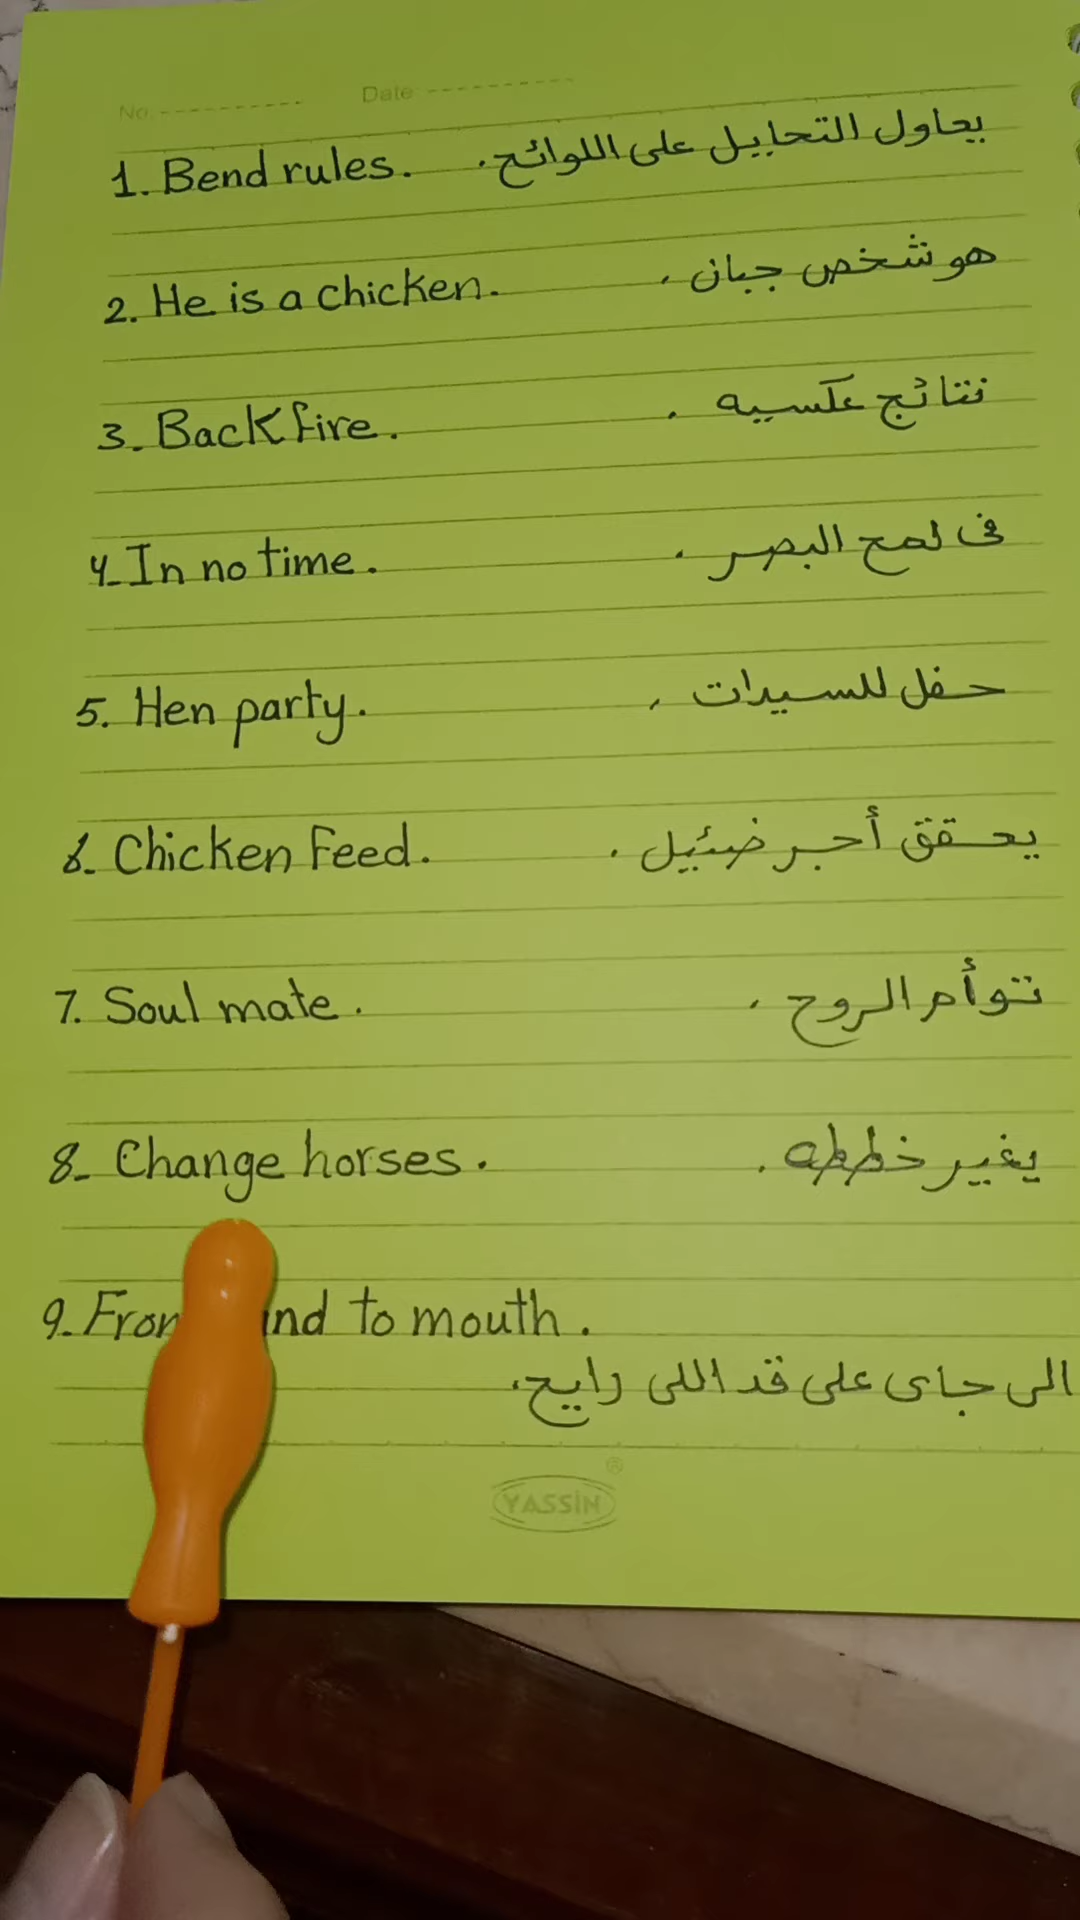 No. Date
1. Bend rules. يحاول التحايل على اللوائح.
2. He is a chicken. هو شخص جبان.
3. Back fire. نتائج عكسيه.
4. In no time. فى لمح البصر.
5. Hen party. حفل للسيدات.
6. Chicken Feed. يحقق أجر ضئيل.
7. Soul mate. توأم الروح.
8. Change horses. يغير خططه.
9. to mouth.
الى جاى على قد اللى رايح.
YASSIN ®